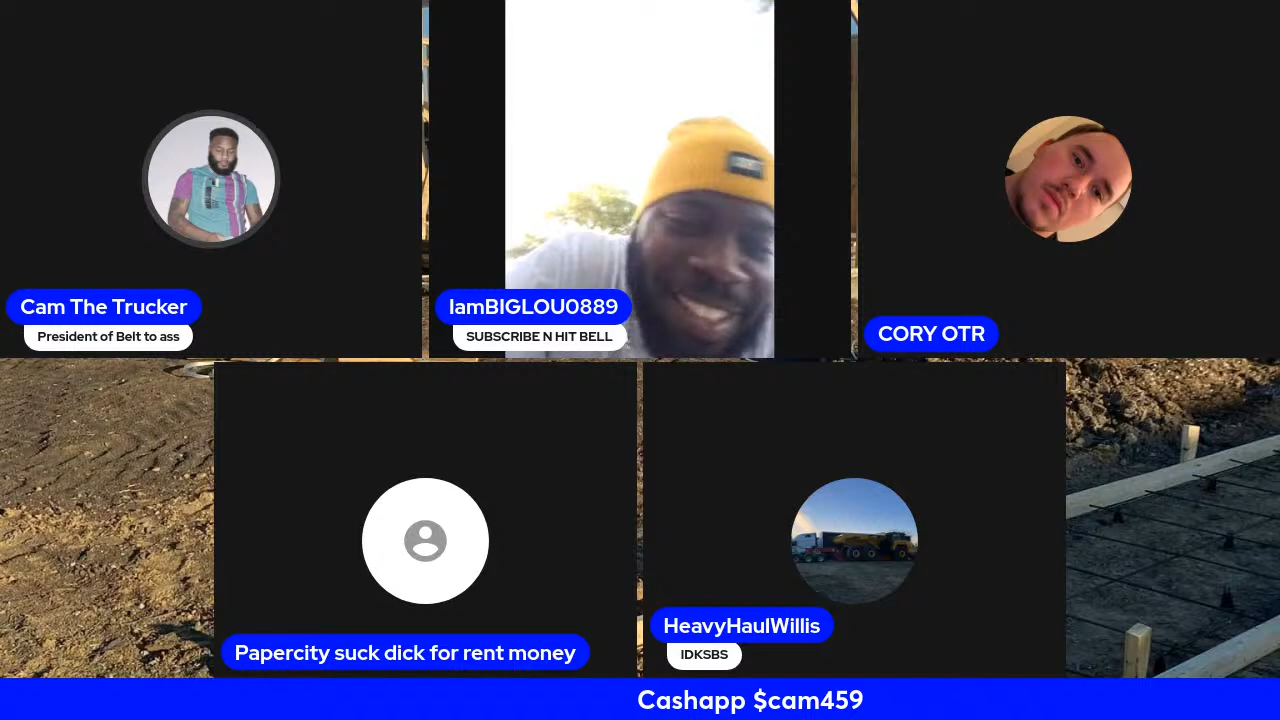 Cam The Trucker
President of Belt to ass
IamBIGLOU0889
SUBSCRIBE N HIT BELL
CORY OTR
Papercity suck dick for rent money
HeavyHaulWillis
IDKSBS
Cashapp $cam459